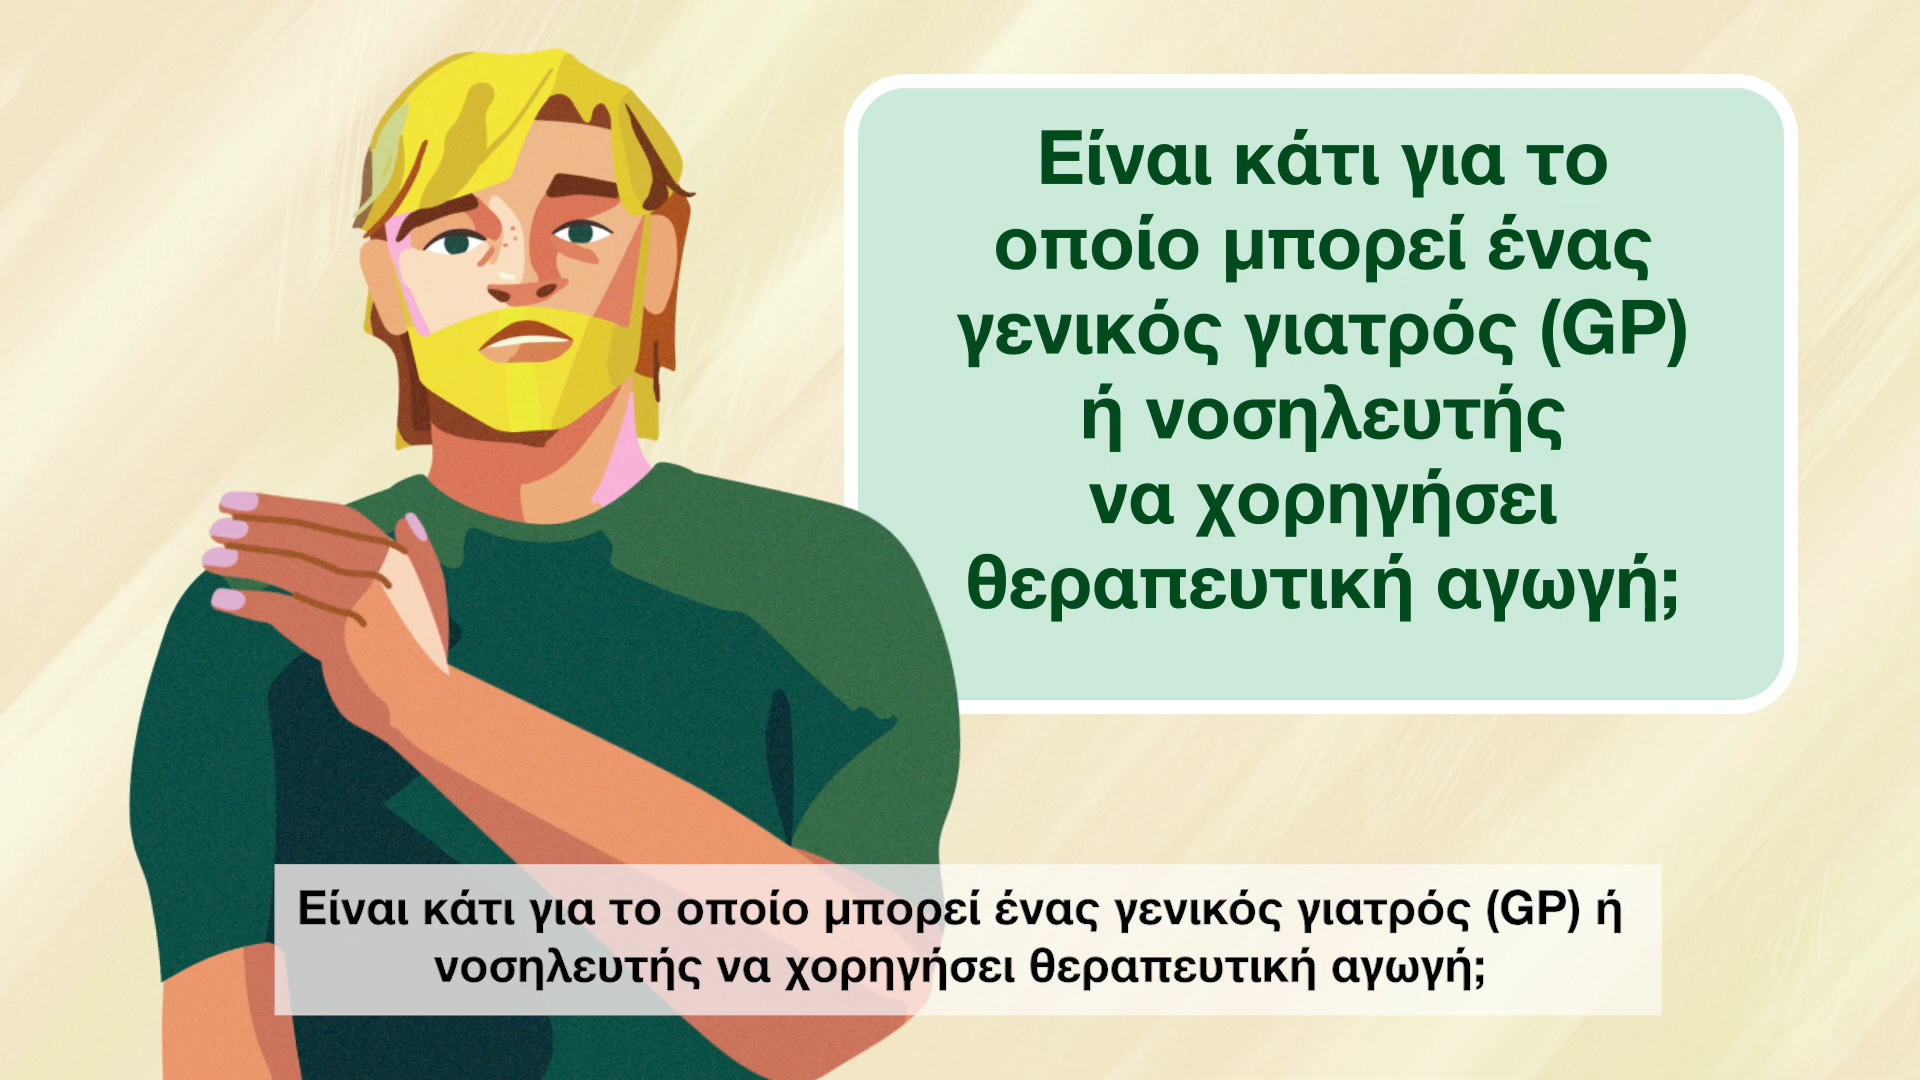 Είναι κάτι για το
οποίο μπορεί ένας
γενικός γιατρός (GP)
ή νοσηλευτής
να χορηγήσει
θεραπευτική αγωγή;
Είναι κάτι για το οποίο μπορεί ένας γενικός γιατρός (GP) ή
νοσηλευτής να χορηγήσει θεραπευτική αγωγή;